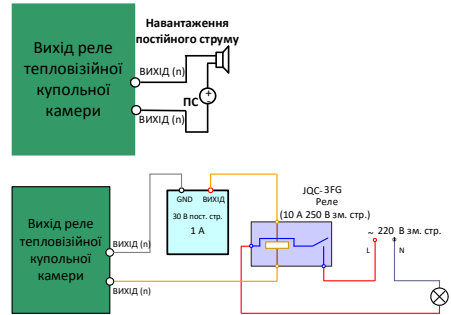 Навантаження
постійного струму
Вихід реле
тепловізійної
купольної
камери
ВИХІД (n)
ПС
ВИХІД (n)
GND ВИХІД
30 В пост. стр.
1 А
JQC-3FG
Реле
(10 А 250 В зм. стр.)
~ 220 В зм. стр.
L N
Вихід реле
тепловізійної
купольної
камери
ВИХІД (n)
ВИХІД (n)